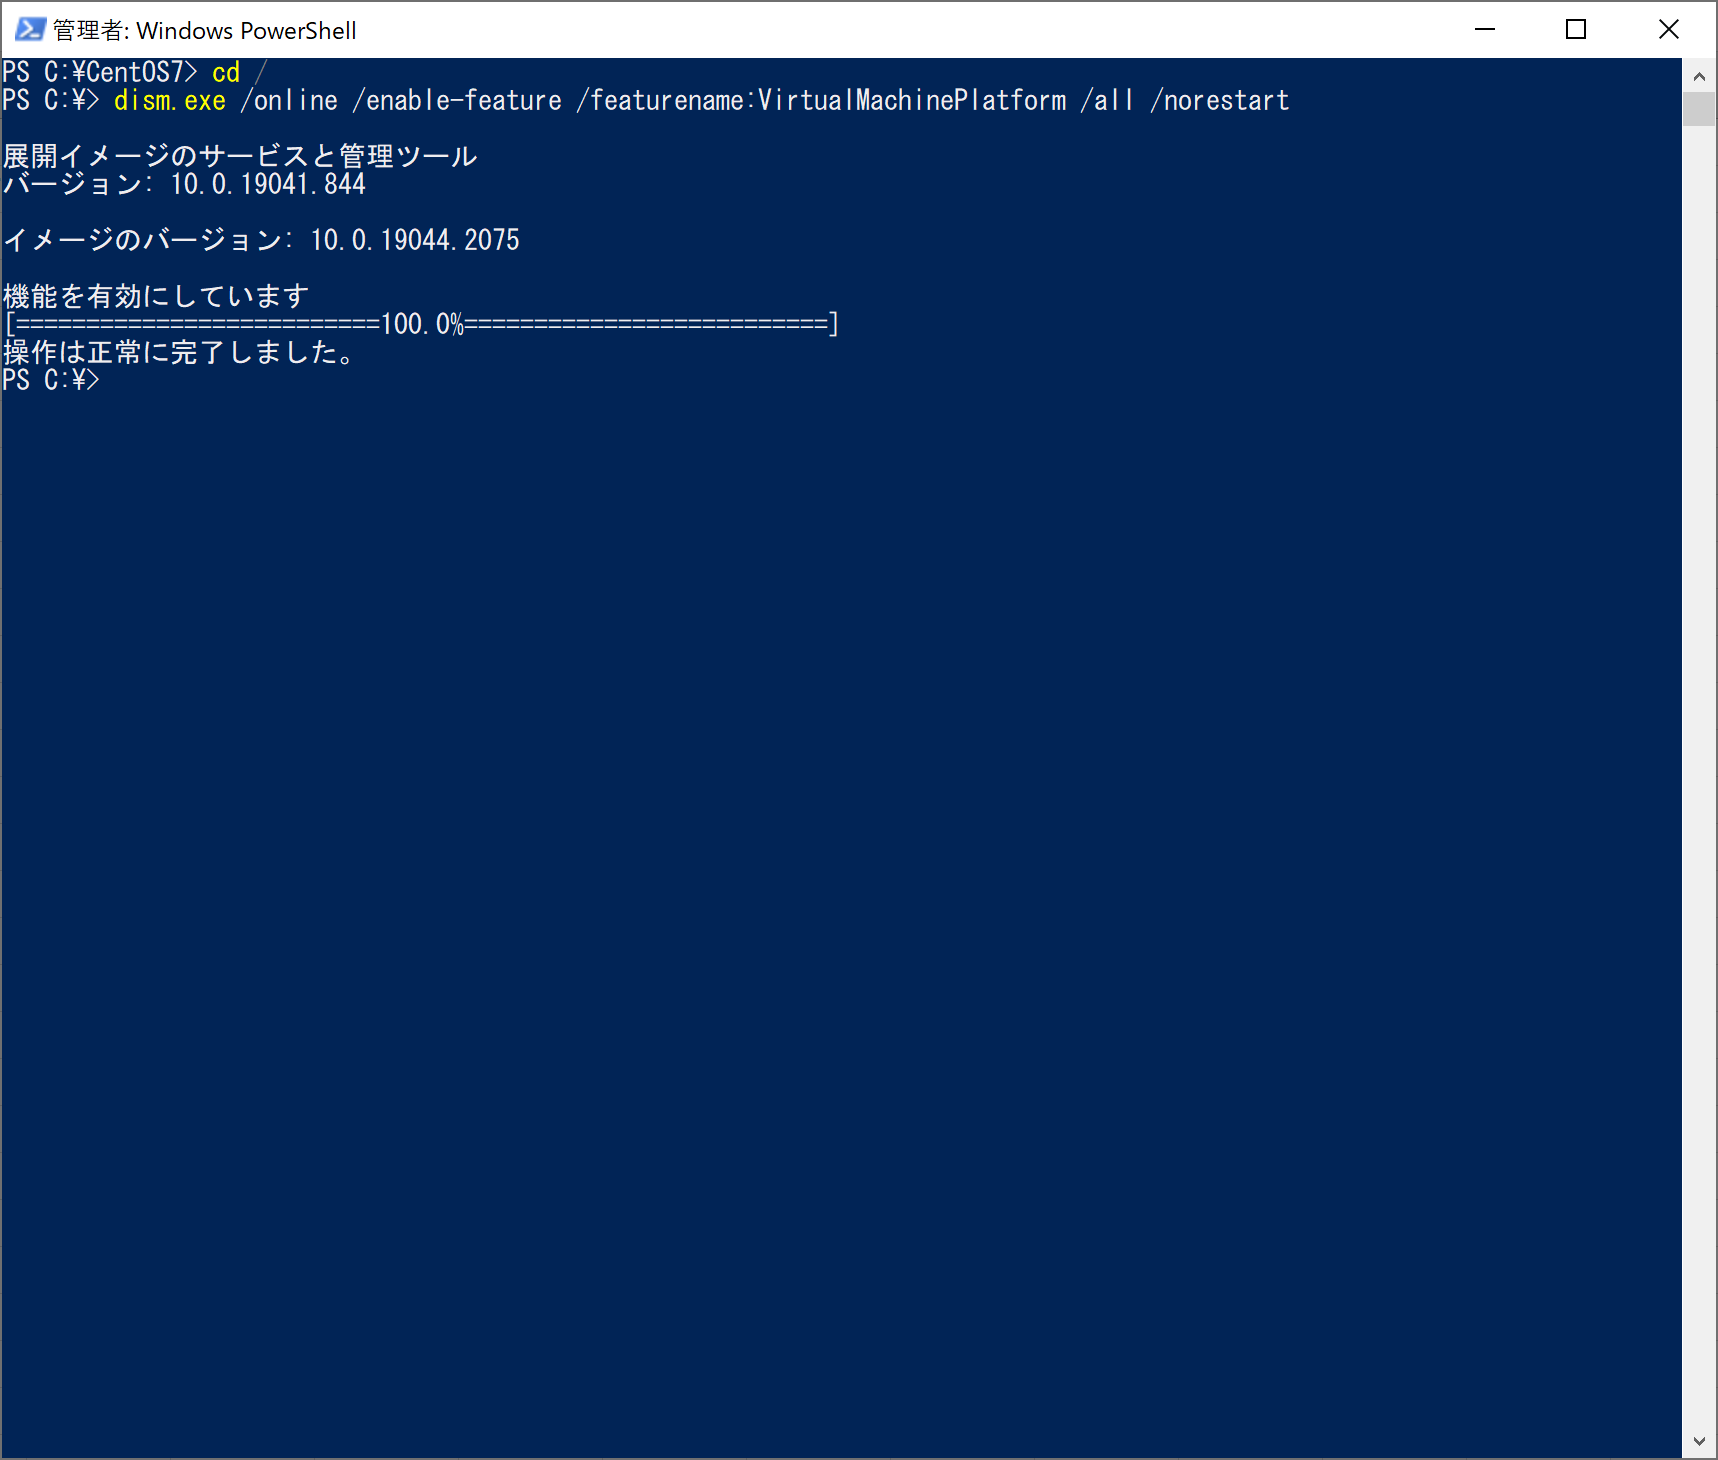 管理者: Windows PowerShell
PS C:¥CentOS7> cd /
PS C:¥> dism.exe /online /enable-feature /featurename:VirtualMachinePlatform /all /norestart
展開イメージのサービスと管理ツール
バージョン: 10.0.19041.844
イメージのバージョン: 10.0.19044.2075
機能を有効にしています
[==========================100.0%==========================]
操作は正常に完了しました。
PS C:¥>